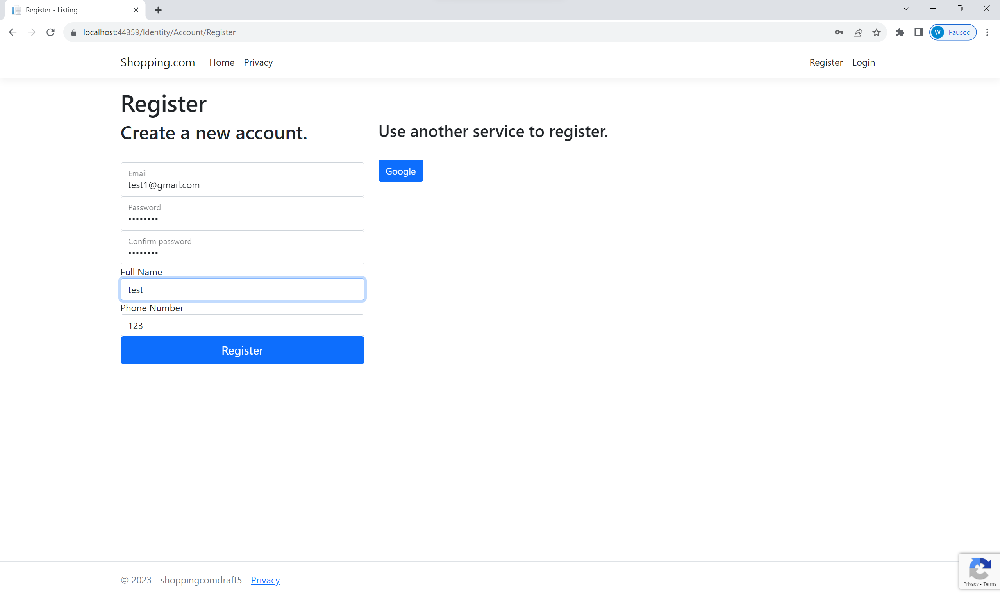 Register - Listing
localhost:44359/Identity/Account/Register
W Paused
Shopping.com Home Privacy Register Login
Register
Create a new account.
Use another service to register.
Google
Email
test1@gmail.com
Password
••••••••
Confirm password
••••••••
Full Name
test
Phone Number
123
Register
© 2023 - shoppingcomdraft5 - Privacy
Privacy - Terms